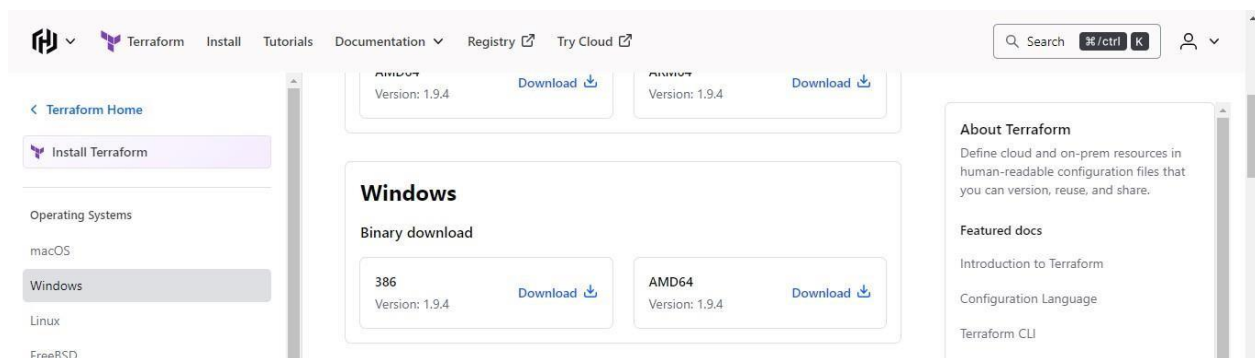 Terraform Install Tutorials Documentation Registry Try Cloud Search ⌘/ctrl K
Terraform Home
Install Terraform
Operating Systems
macOS
Windows
Linux
FreeBSD
AMD64 Download
Version: 1.9.4
ARM64 Download
Version: 1.9.4
Windows
Binary download
386 Download
Version: 1.9.4
AMD64 Download
Version: 1.9.4
About Terraform
Define cloud and on-prem resources in
human-readable configuration files that
you can version, reuse, and share.
Featured docs
Introduction to Terraform
Configuration Language
Terraform CLI